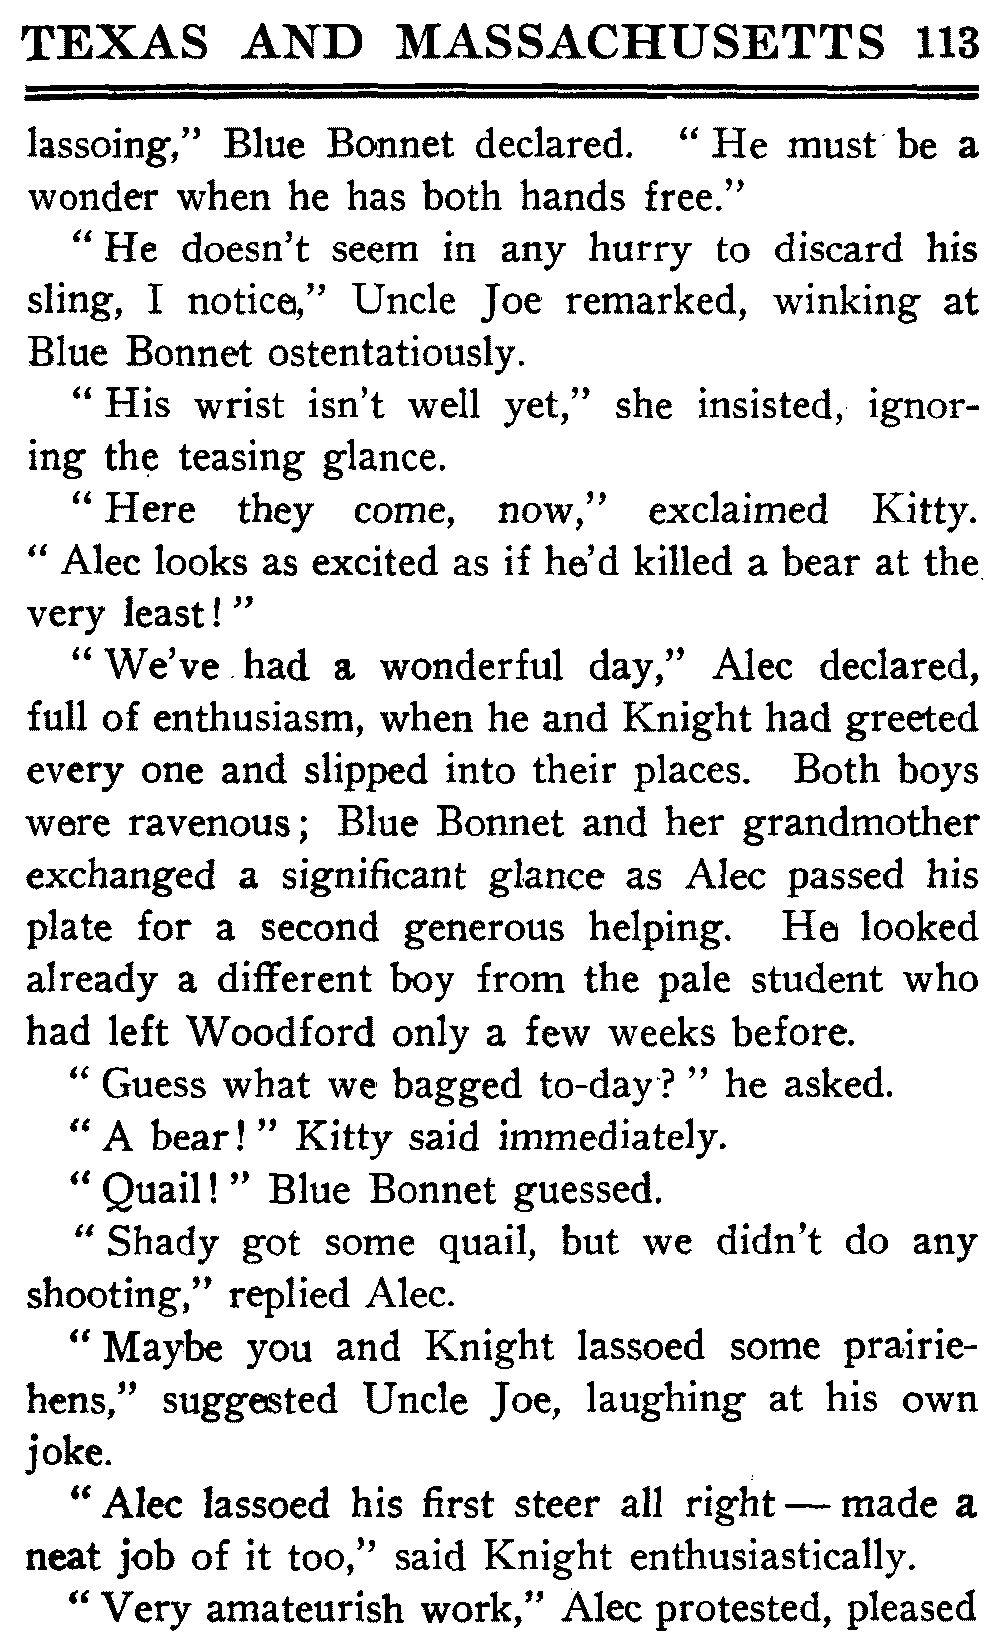 TEXAS AND MASSACHUSETTS 113
lassoing," Blue Bonnet declared. "He must be a
wonder when he has both hands free."
"He doesn't seem in any hurry to discard his
sling, I notice," Uncle Joe remarked, winking at
Blue Bonnet ostentatiously.
"His wrist isn't well yet," she insisted, ignor-
ing the teasing glance.
"Here they come, now," exclaimed Kitty.
"Alec looks as excited as if he'd killed a bear at the
very least!"
"We've had a wonderful day," Alec declared,
full of enthusiasm, when he and Knight had greeted
every one and slipped into their places. Both boys
were ravenous; Blue Bonnet and her grandmother
exchanged a significant glance as Alec passed his
plate for a second generous helping. He looked
already a different boy from the pale student who
had left Woodford only a few weeks before.
"Guess what we bagged to-day?" he asked.
"A bear!" Kitty said immediately.
"Quail!" Blue Bonnet guessed.
"Shady got some quail, but we didn't do any
shooting," replied Alec.
"Maybe you and Knight lassoed some prairie-
hens," suggested Uncle Joe, laughing at his own
joke.
"Alec lassoed his first steer all right — made a
neat job of it too," said Knight enthusiastically.
"Very amateurish work," Alec protested, pleased